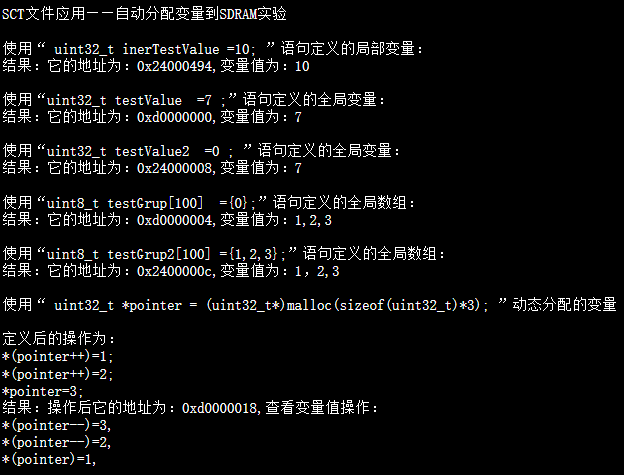 SCT文件应用——自动分配变量到SDRAM实验
使用“ uint32_t inerTestValue =10; ”语句定义的局部变量：
结果：它的地址为：0x24000494,变量值为：10
使用“uint32_t testValue  =7 ;”语句定义的全局变量：
结果：它的地址为：0xd0000000,变量值为：7
使用“uint32_t testValue2  =0 ; ”语句定义的全局变量：
结果：它的地址为：0x24000008,变量值为：7
使用“uint8_t testGrup[100]  ={0};”语句定义的全局数组：
结果：它的地址为：0xd0000004,变量值为：1,2,3
使用“uint8_t testGrup2[100] ={1,2,3};”语句定义的全局数组：
结果：它的地址为：0x2400000c,变量值为：1，2,3
使用“ uint32_t *pointer = (uint32_t*)malloc(sizeof(uint32_t)*3); ”动态分配的变量
定义后的操作为：
*(pointer++)=1;
*(pointer++)=2;
*pointer=3;
结果：操作后它的地址为：0xd0000018,查看变量值操作：
*(pointer--)=3,
*(pointer--)=2,
*(pointer)=1,